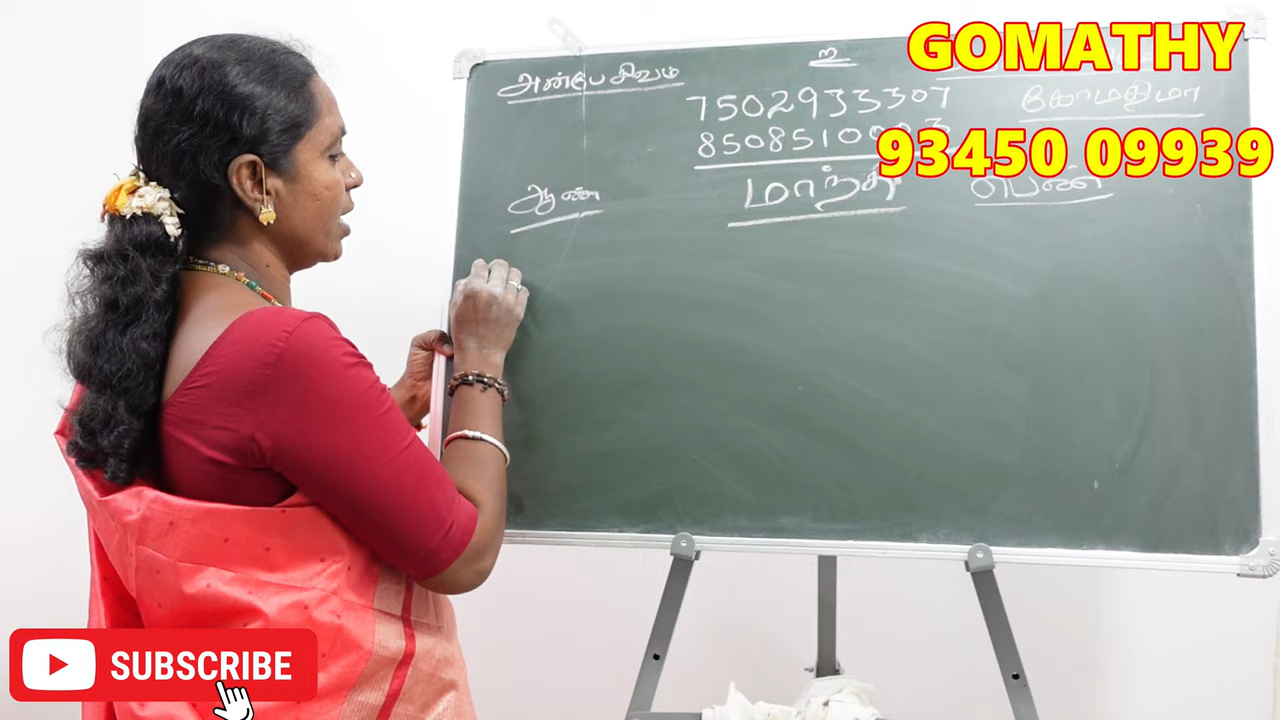 உ
GOMATHY
அன்பே சிவம்
7502933307
கோமதிமா
93450 09939
ஆண்
மாற்றி
பெண்
SUBSCRIBE